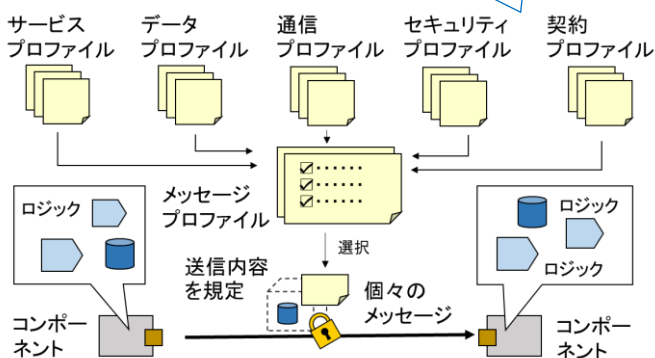 サービス
プロファイル
データ
プロファイル
通信
プロファイル
セキュリティ
プロファイル
契約
プロファイル
メッセージ
プロファイル
ロジック
選択
ロジック
ロジック
送信内容
を規定
個々の
メッセージ
コンポー
ネント
コンポー
ネント